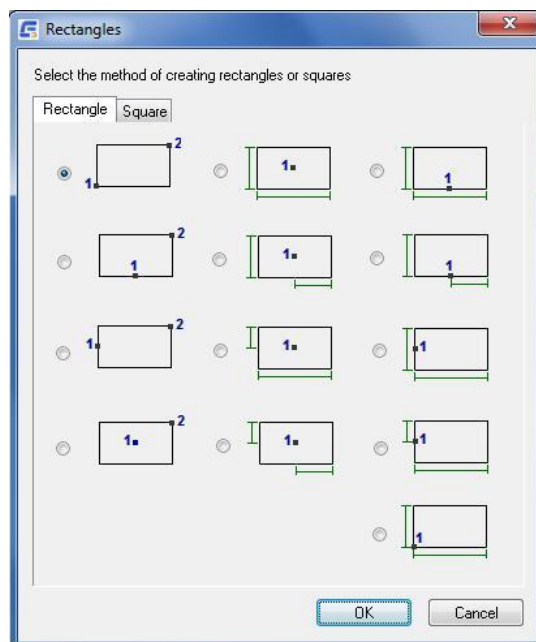 Rectangles
Select the method of creating rectangles or squares
Rectangle Square
1 2 1 1
1 2 1 1
1 2 1 1
1 2 1 1
1
OK Cancel